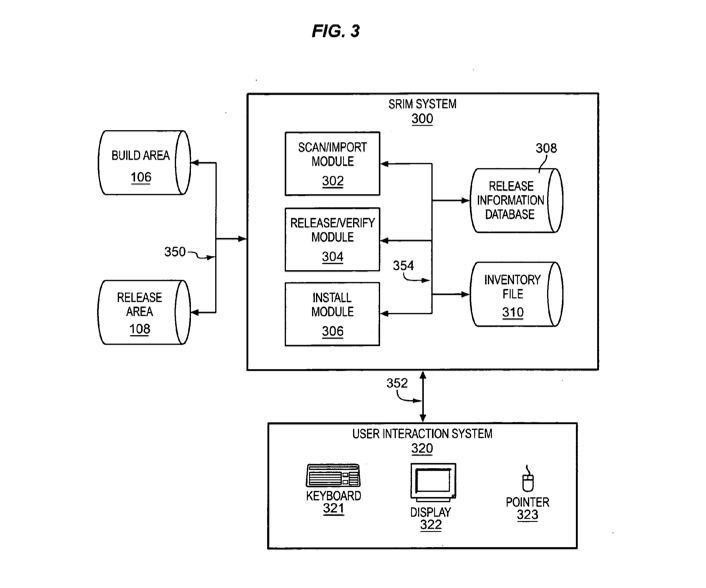 FIG. 3
SRIM SYSTEM
300
BUILD AREA
106
350
RELEASE
AREA
108
SCAN/IMPORT
MODULE
302
RELEASE/VERIFY
MODULE
304
INSTALL
MODULE
306
354
308
RELEASE
INFORMATION
DATABASE
INVENTORY
FILE
310
352
USER INTERACTION SYSTEM
320
KEYBOARD
321
DISPLAY
322
POINTER
323